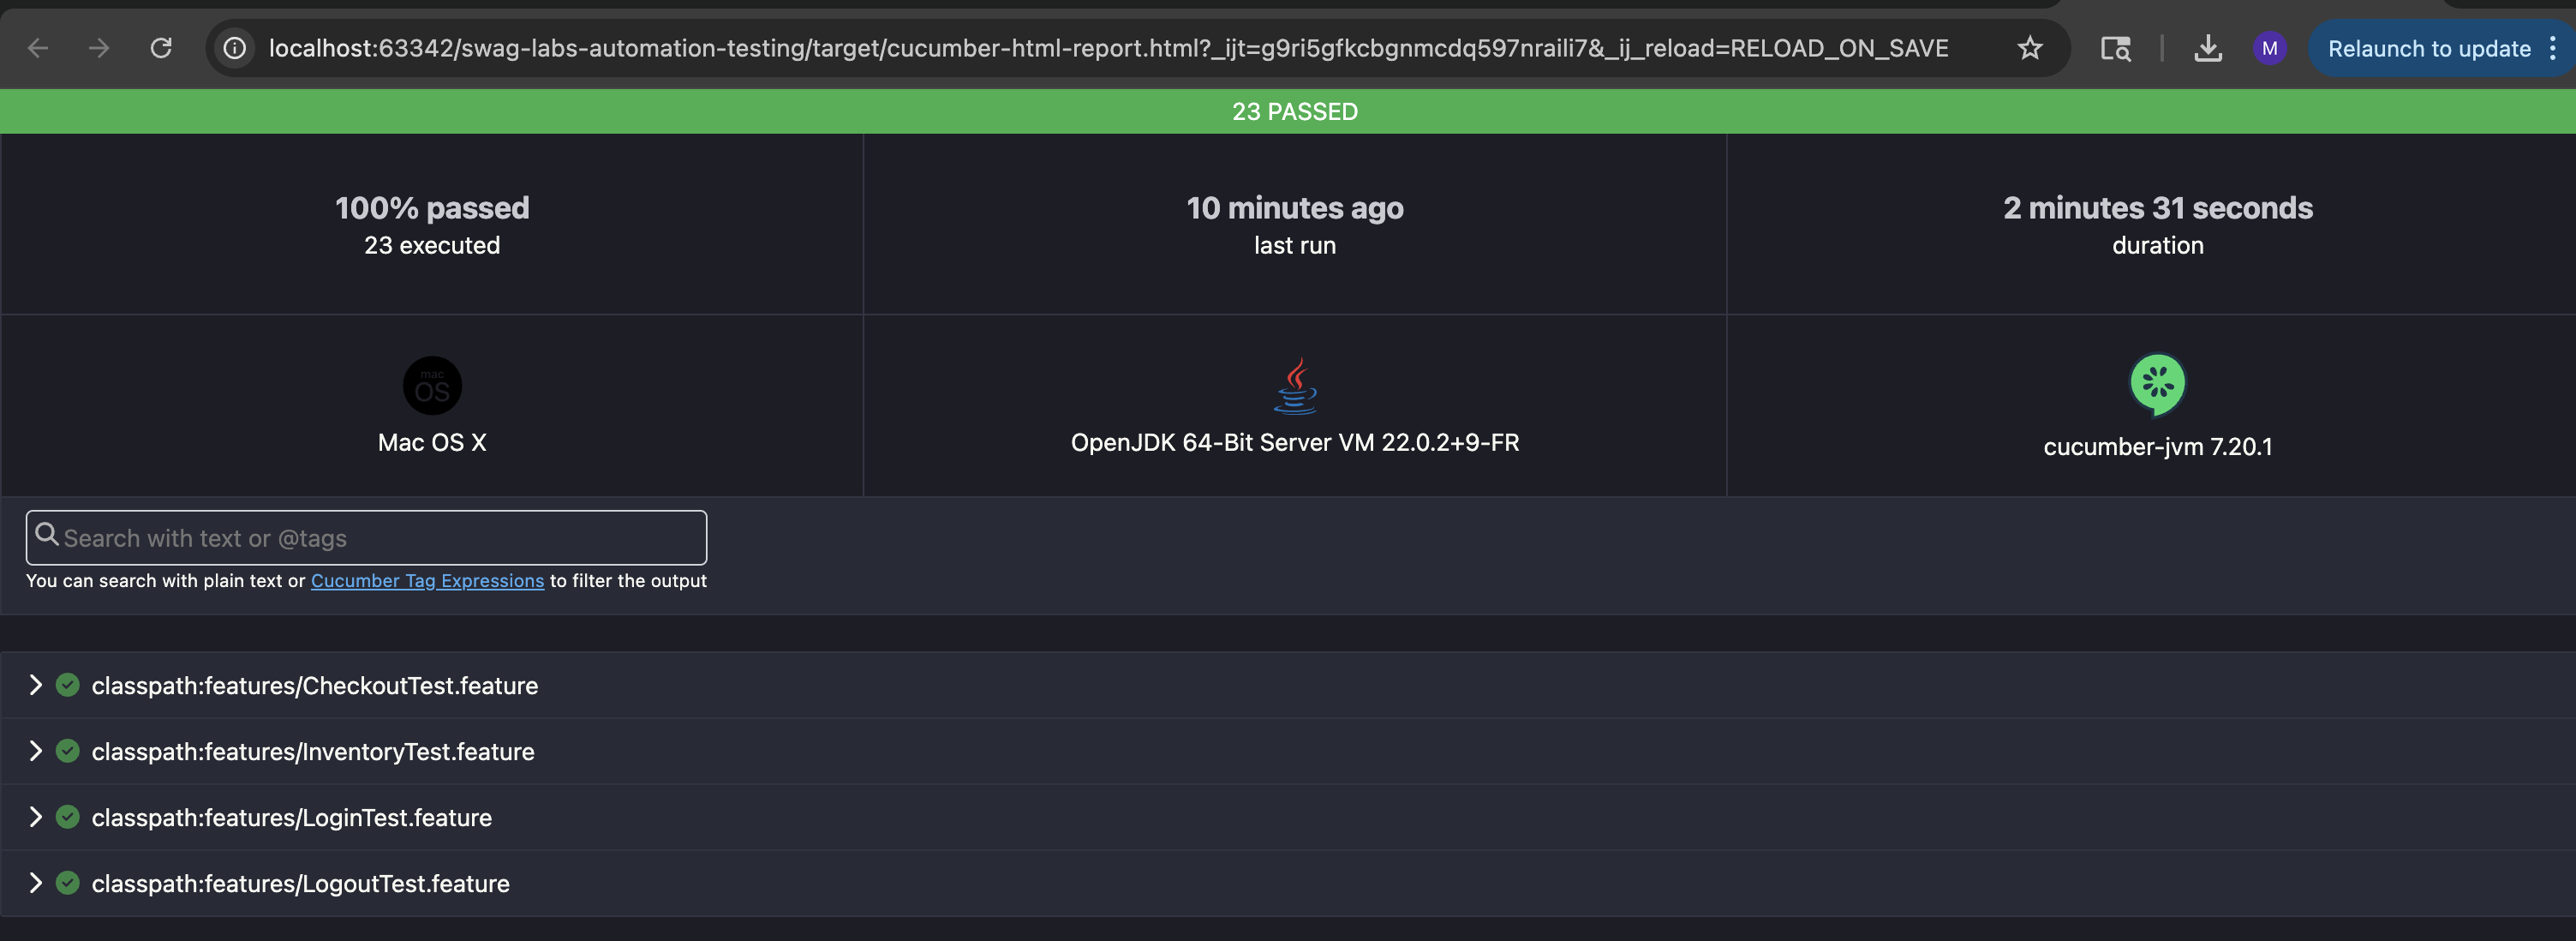 localhost:63342/swag-labs-automation-testing/target/cucumber-html-report.html?_ijt=g9ri5gfkcbgnmcdq597nraili7&_ij_reload=RELOAD_ON_SAVE
M
Relaunch to update
23 PASSED
100% passed
23 executed
10 minutes ago
last run
2 minutes 31 seconds
duration
mac
OS
Mac OS X
OpenJDK 64-Bit Server VM 22.0.2+9-FR
cucumber-jvm 7.20.1
Search with text or @tags
You can search with plain text or Cucumber Tag Expressions to filter the output
classpath:features/CheckoutTest.feature
classpath:features/InventoryTest.feature
classpath:features/LoginTest.feature
classpath:features/LogoutTest.feature